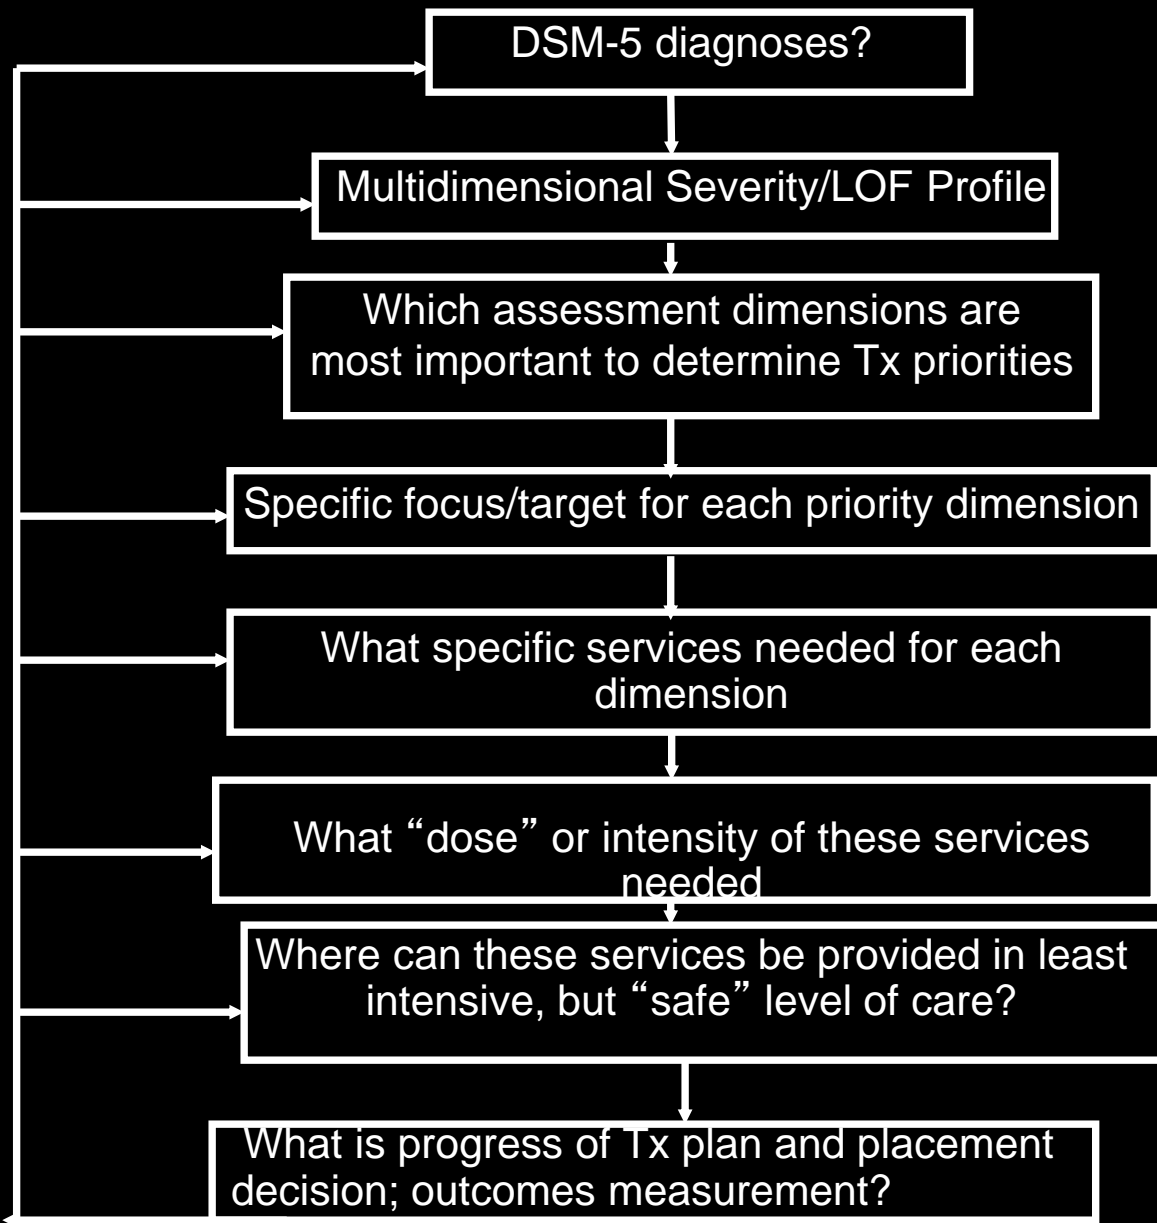 DSM-5 diagnoses?
Multidimensional Severity/LOF Profile
Which assessment dimensions are
most important to determine Tx priorities
Specific focus/target for each priority dimension
What specific services needed for each
dimension
What “dose” or intensity of these services
needed
Where can these services be provided in least
intensive, but “safe” level of care?
What is progress of Tx plan and placement
decision; outcomes measurement?